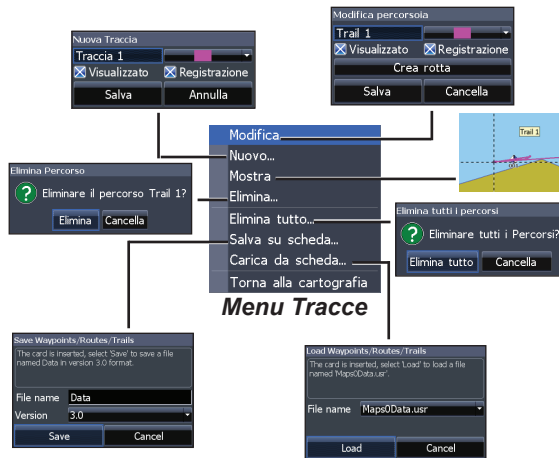 Nuova Traccia
Traccia 1
Visualizzato Registrazione
Salva Annulla
Modifica percorsoia
Trail 1
Visualizzato Registrazione
Crea rotta
Salva Cancella
Trail 1
Modifica...
Nuovo...
Mostra
Elimina...
Elimina tutto...
Salva su scheda...
Carica da scheda...
Torna alla cartografia
Menu Tracce
Elimina Percorso
Eliminare il percorso Trail 1?
Elimina Cancella
Elimina tutti i percorsi
Eliminare tutti i Percorsi?
Elimina tutto Cancella
Save Waypoints/Routes/Trails
The card is inserted, select 'Save' to save a file
named Data in version 3.0 format.
File name Data
Version 3.0
Save Cancel
Load Waypoints/Routes/Trails
The card is inserted, select 'Load' to load a file
named 'Maps0Data.usr'.
File name Maps0Data.usr
Load Cancel